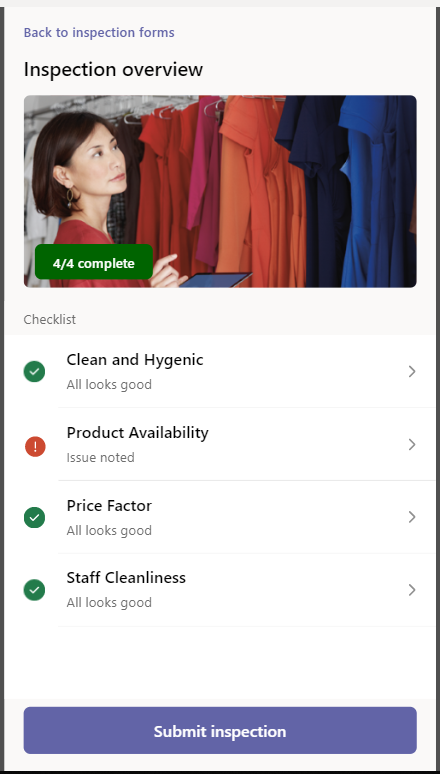 Back to inspection forms
Inspection overview
4/4 complete
Checklist
Clean and Hygenic
All looks good
Product Availability
Issue noted
Price Factor
All looks good
Staff Cleanliness
All looks good
Submit inspection